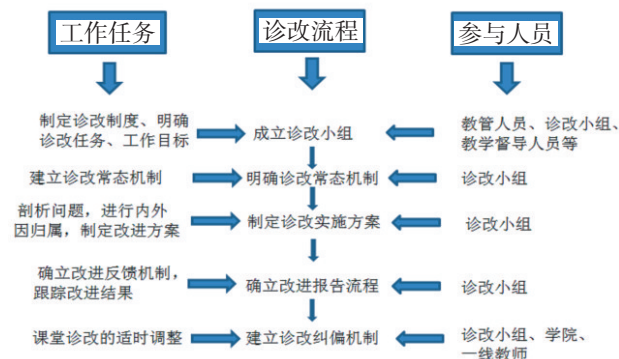 工作任务 诊改流程 参与人员
制定诊改制度、明确
诊改任务、工作目标
成立诊改小组
教管人员、诊改小组、
教学督导人员等
建立诊改常态机制
明确诊改常态机制
诊改小组
剖析问题，进行内外
因归属，制定改进方案
制定诊改实施方案
诊改小组
确立改进反馈机制，
跟踪改进结果
确立改进报告流程
诊改小组
课堂诊改的适时调整
建立诊改纠偏机制
诊改小组、学院、
一线教师